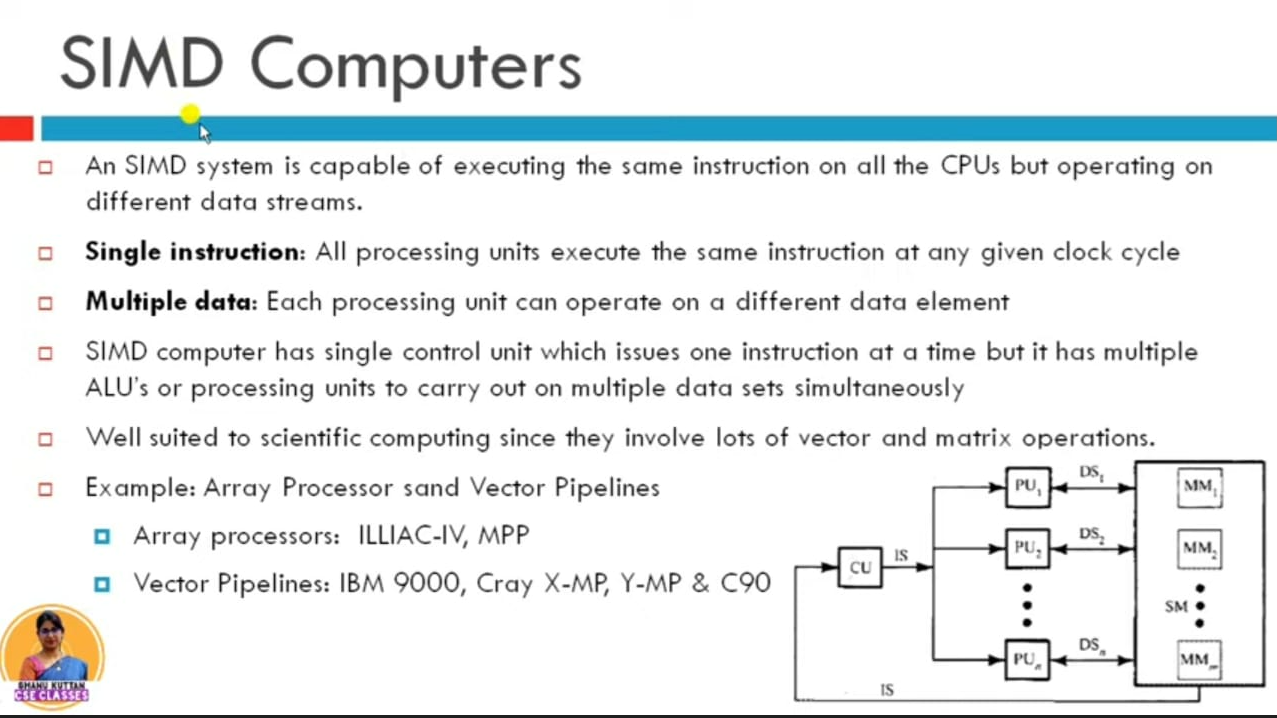 SIMD Computers
An SIMD system is capable of executing the same instruction on all the CPUs but operating on
different data streams.
Single instruction: All processing units execute the same instruction at any given clock cycle
Multiple data: Each processing unit can operate on a different data element
SIMD computer has single control unit which issues one instruction at a time but it has multiple
ALU's or processing units to carry out on multiple data sets simultaneously
Well suited to scientific computing since they involve lots of vector and matrix operations.
Example: Array Processor sand Vector Pipelines
Array processors: ILLIAC-IV, MPP
Vector Pipelines: IBM 9000, Cray X-MP, Y-MP & C90
CU
IS
PU₁
DS₁
MM₁
PU₂
DS₂
MM₂
SM
PUₙ
DSₙ
MMₘ
IS
BHANU KUTTAN
CSE CLASSES